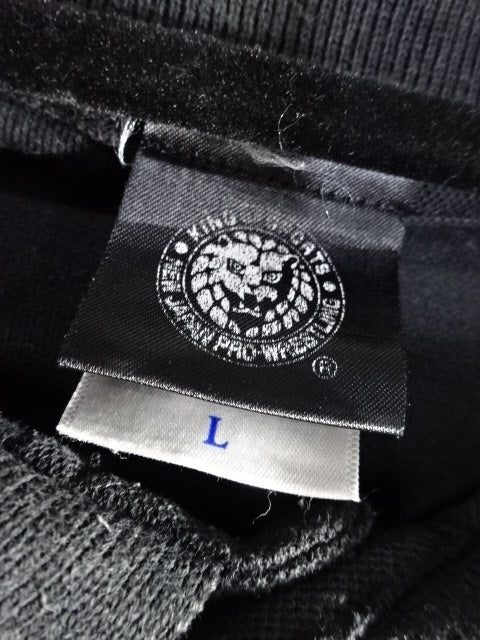 KING OF SPORTS
NEW JAPAN PRO-WRESTLING
®
L